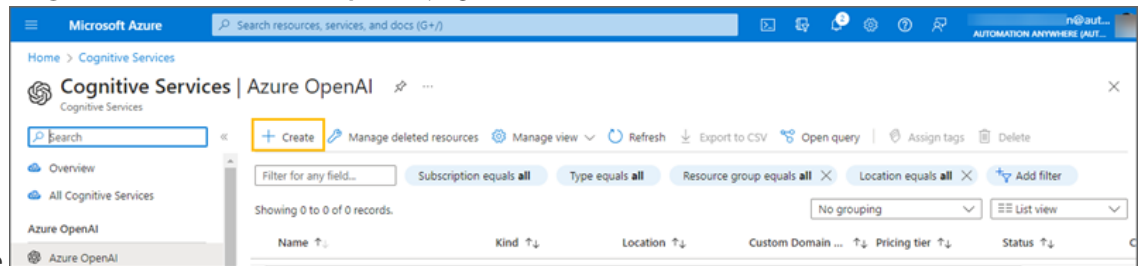 Microsoft Azure
Search resources, services, and docs (G+/)
2
n@aut...
AUTOMATION ANYWHERE (AUT...
Home > Cognitive Services
Cognitive Services | Azure OpenAI
Cognitive Services
Search
+ Create
Manage deleted resources
Manage view
Refresh
Export to CSV
Open query
Assign tags
Delete
Overview
All Cognitive Services
Azure OpenAI
Azure OpenAI
Filter for any field...
Subscription equals all
Type equals all
Resource group equals all
Location equals all
Add filter
Showing 0 to 0 of 0 records.
No grouping
List view
Name
Kind
Location
Custom Domain ...
Pricing tier
Status